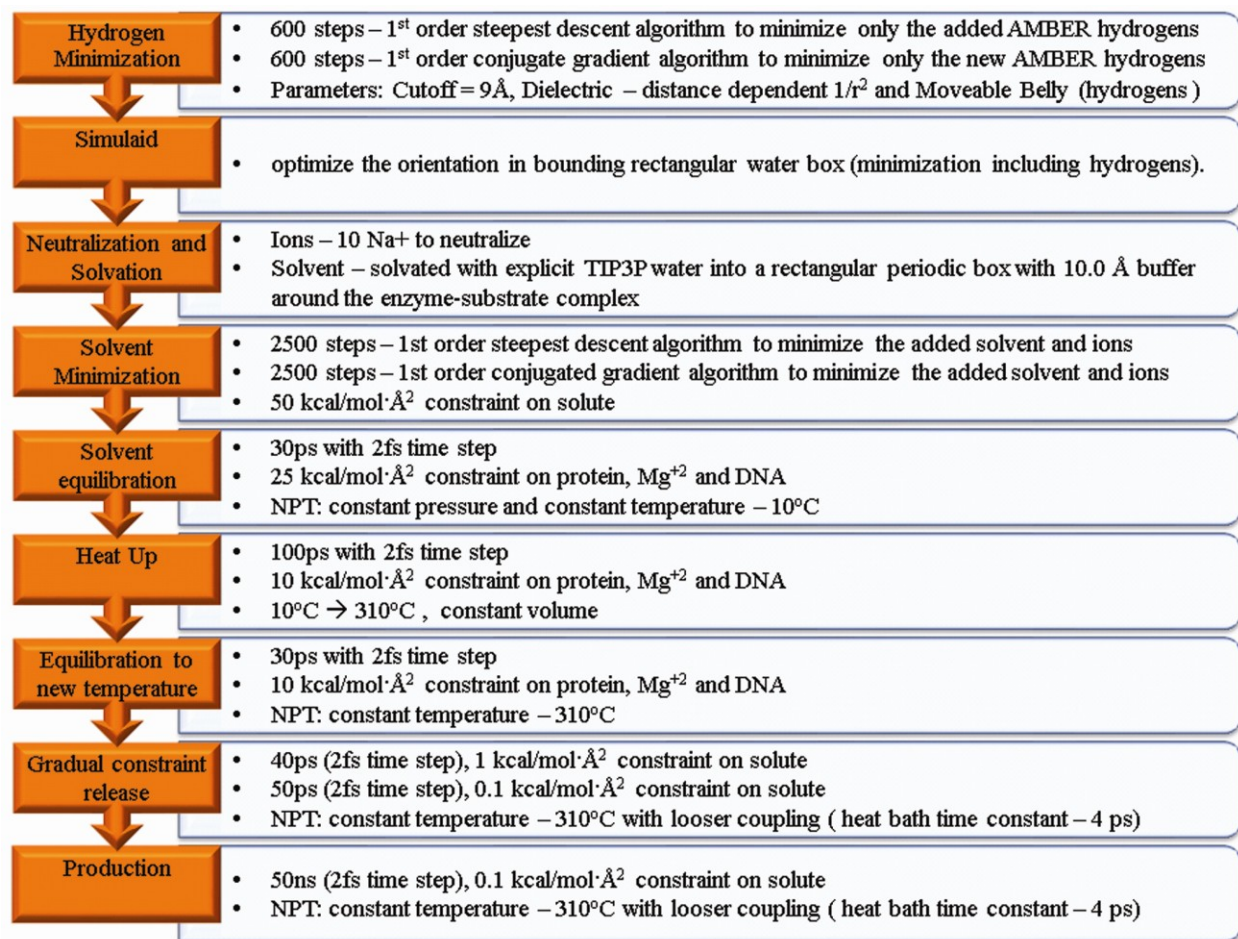 Hydrogen
Minimization
• 600 steps – 1st order steepest descent algorithm to minimize only the added AMBER hydrogens
• 600 steps – 1st order conjugate gradient algorithm to minimize only the new AMBER hydrogens
• Parameters: Cutoff = 9Å, Dielectric – distance dependent 1/r² and Moveable Belly (hydrogens )
Simulaid
• optimize the orientation in bounding rectangular water box (minimization including hydrogens).
Neutralization and
Solvation
• Ions – 10 Na+ to neutralize
• Solvent – solvated with explicit TIP3P water into a rectangular periodic box with 10.0 Å buffer
around the enzyme-substrate complex
Solvent
Minimization
• 2500 steps – 1st order steepest descent algorithm to minimize the added solvent and ions
• 2500 steps – 1st order conjugated gradient algorithm to minimize the added solvent and ions
• 50 kcal/mol·Å² constraint on solute
Solvent
equilibration
• 30ps with 2fs time step
• 25 kcal/mol·Å² constraint on protein, Mg⁺² and DNA
• NPT: constant pressure and constant temperature – 10°C
Heat Up
• 100ps with 2fs time step
• 10 kcal/mol·Å² constraint on protein, Mg⁺² and DNA
• 10°C → 310°C , constant volume
Equilibration to
new temperature
• 30ps with 2fs time step
• 10 kcal/mol·Å² constraint on protein, Mg⁺² and DNA
• NPT: constant temperature – 310°C
Gradual constraint
release
• 40ps (2fs time step), 1 kcal/mol·Å² constraint on solute
• 50ps (2fs time step), 0.1 kcal/mol·Å² constraint on solute
• NPT: constant temperature – 310°C with looser coupling ( heat bath time constant – 4 ps)
Production
• 50ns (2fs time step), 0.1 kcal/mol·Å² constraint on solute
• NPT: constant temperature – 310°C with looser coupling ( heat bath time constant – 4 ps)